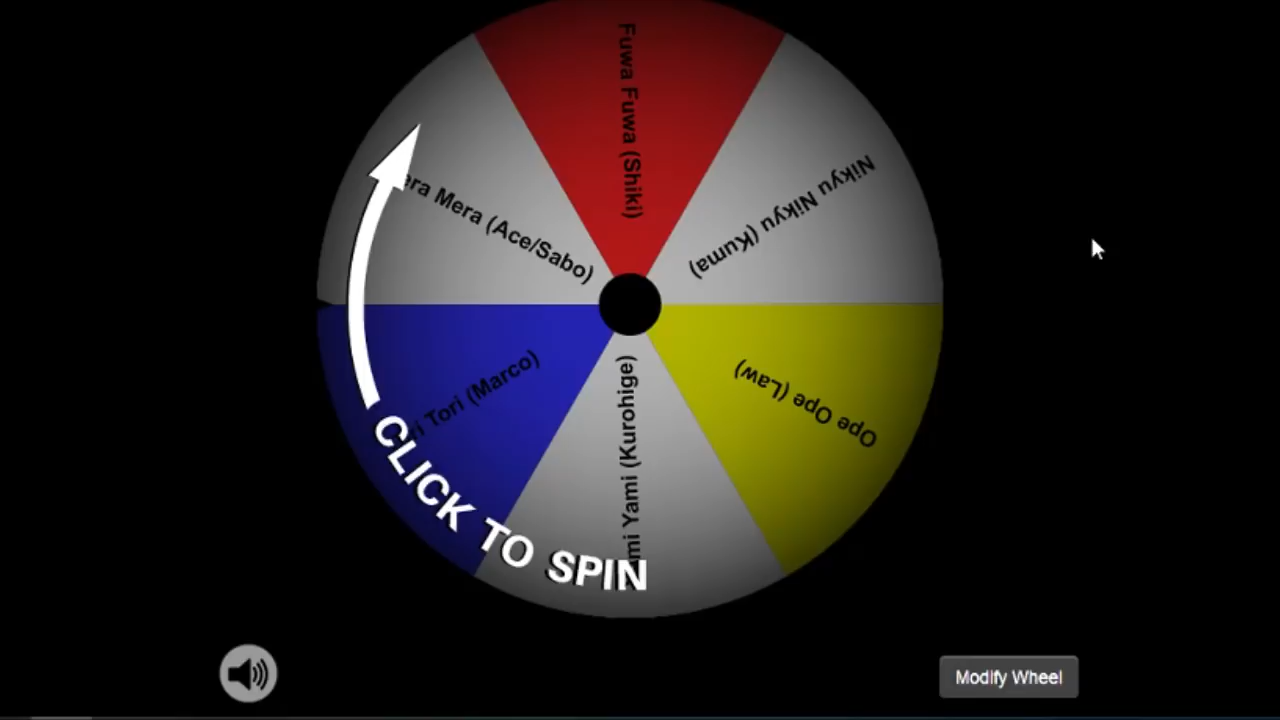 Fuwa Fuwa (Shiki)
Nikyu Nikyu (Kuma)
Mera (Ace/Sabo)
Tori (Marco)
Yami (Kurohige)
Ope Ope (Law)
CLICK TO SPIN
Modify Wheel